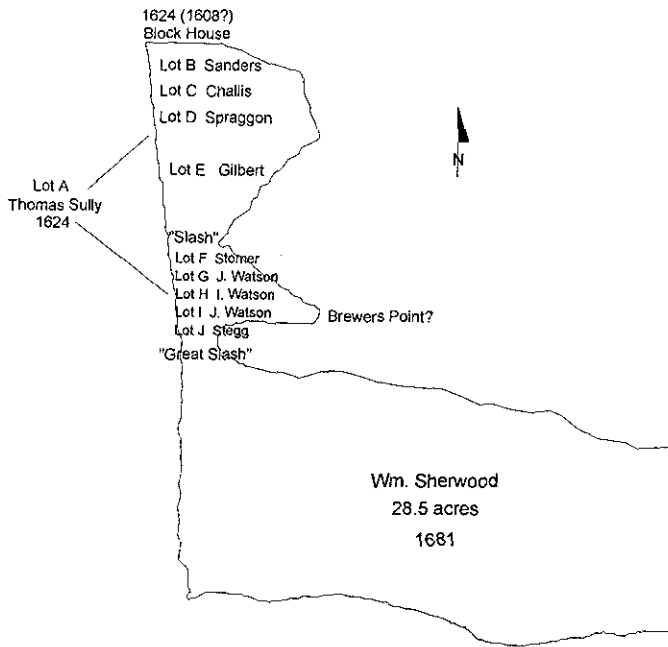 1624 (1608?)
Block House
Lot B Sanders
Lot C Challis
Lot D Spraggon
N
Lot E Gilbert
Lot A
Thomas Sully
1624
"Slash"
Lot F Stomer
Lot G J. Watson
Lot H I. Watson
Lot I J. Watson
Brewers Point?
Lot J Stegg
"Great Slash"
Wm. Sherwood
28.5 acres
1681